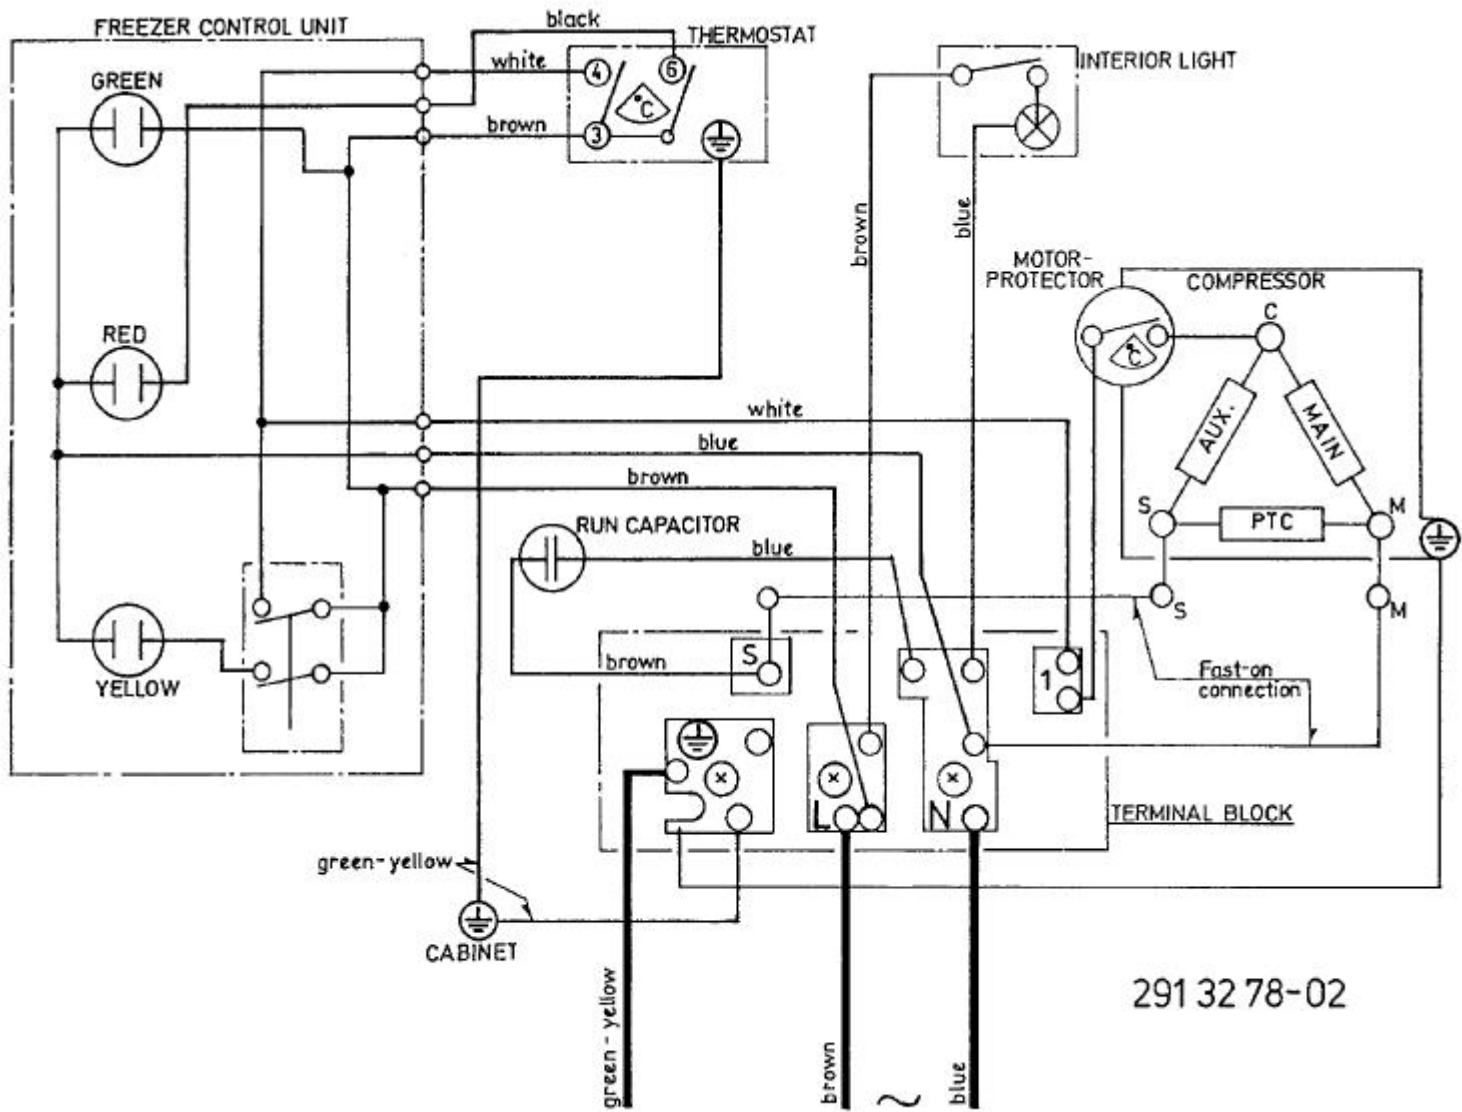 FREEZER CONTROL UNIT
black
THERMOSTAT
white
4
6
INTERIOR LIGHT
GREEN
°C
brown
3
brown
blue
MOTOR-
PROTECTOR
COMPRESSOR
C
RED
°C
white
AUX.
MAIN
blue
brown
S
PTC
M
RUN CAPACITOR
blue
S
M
brown
S
1
Fast-on
connection
YELLOW
L
N
TERMINAL BLOCK
green-yellow
CABINET
green-yellow
brown
~
blue
291 32 78-02